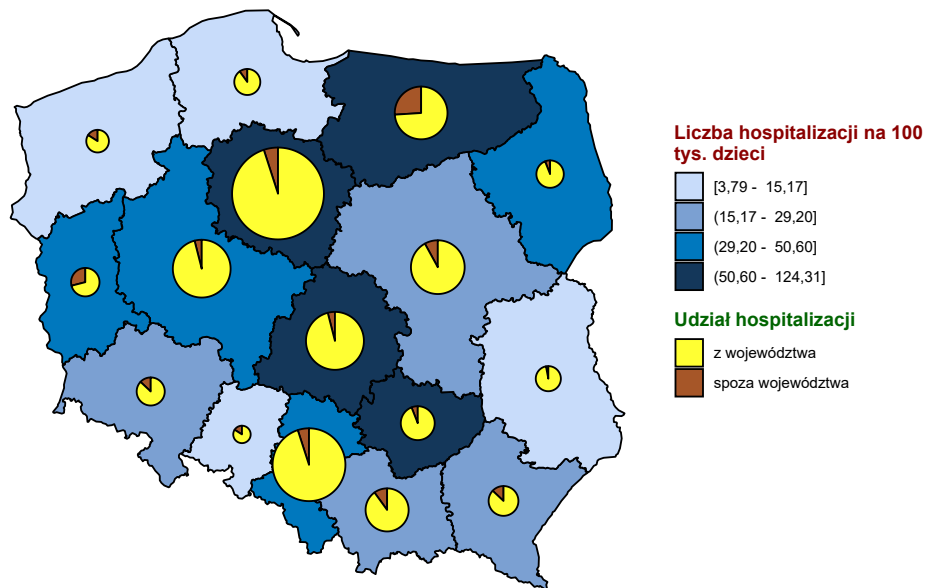 Liczba hospitalizacji na 100
tys. dzieci
[3,79 - 15,17]
(15,17 - 29,20]
(29,20 - 50,60]
(50,60 - 124,31]
Udział hospitalizacji
z województwa
spoza województwa